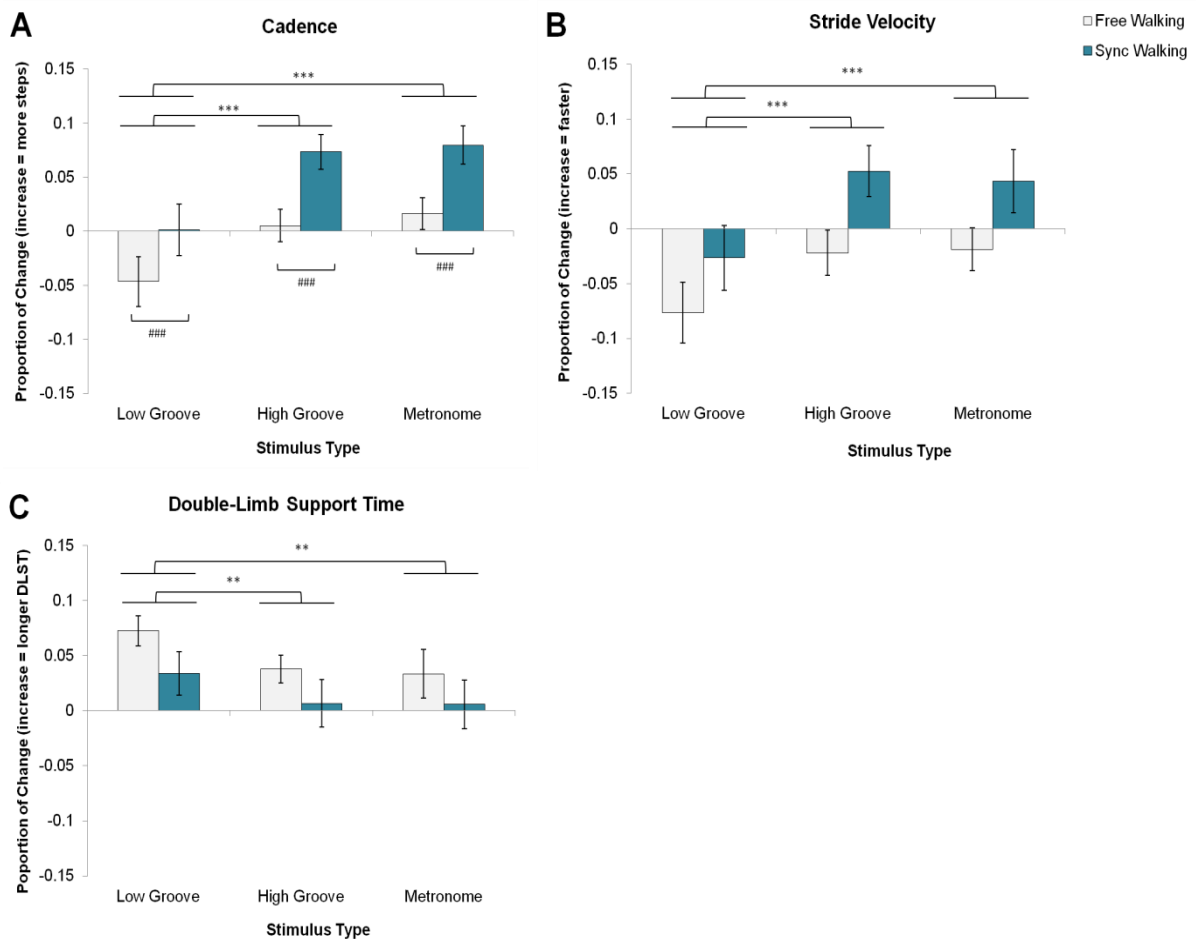 A
Cadence
Proportion of Change (increase = more steps)
0.15
0.1
0.05
0
-0.05
-0.1
-0.15
***
***
###
###
###
Low Groove
High Groove
Metronome
Stimulus Type
B
Stride Velocity
Free Walking
Sync Walking
Proportion of Change (increase = faster)
0.15
0.1
0.05
0
-0.05
-0.1
-0.15
***
***
Low Groove
High Groove
Metronome
Stimulus Type
C
Double-Limb Support Time
Poportion of Change (increase = longer DLST)
0.15
0.1
0.05
0
-0.05
-0.1
-0.15
**
**
Low Groove
High Groove
Metronome
Stimulus Type